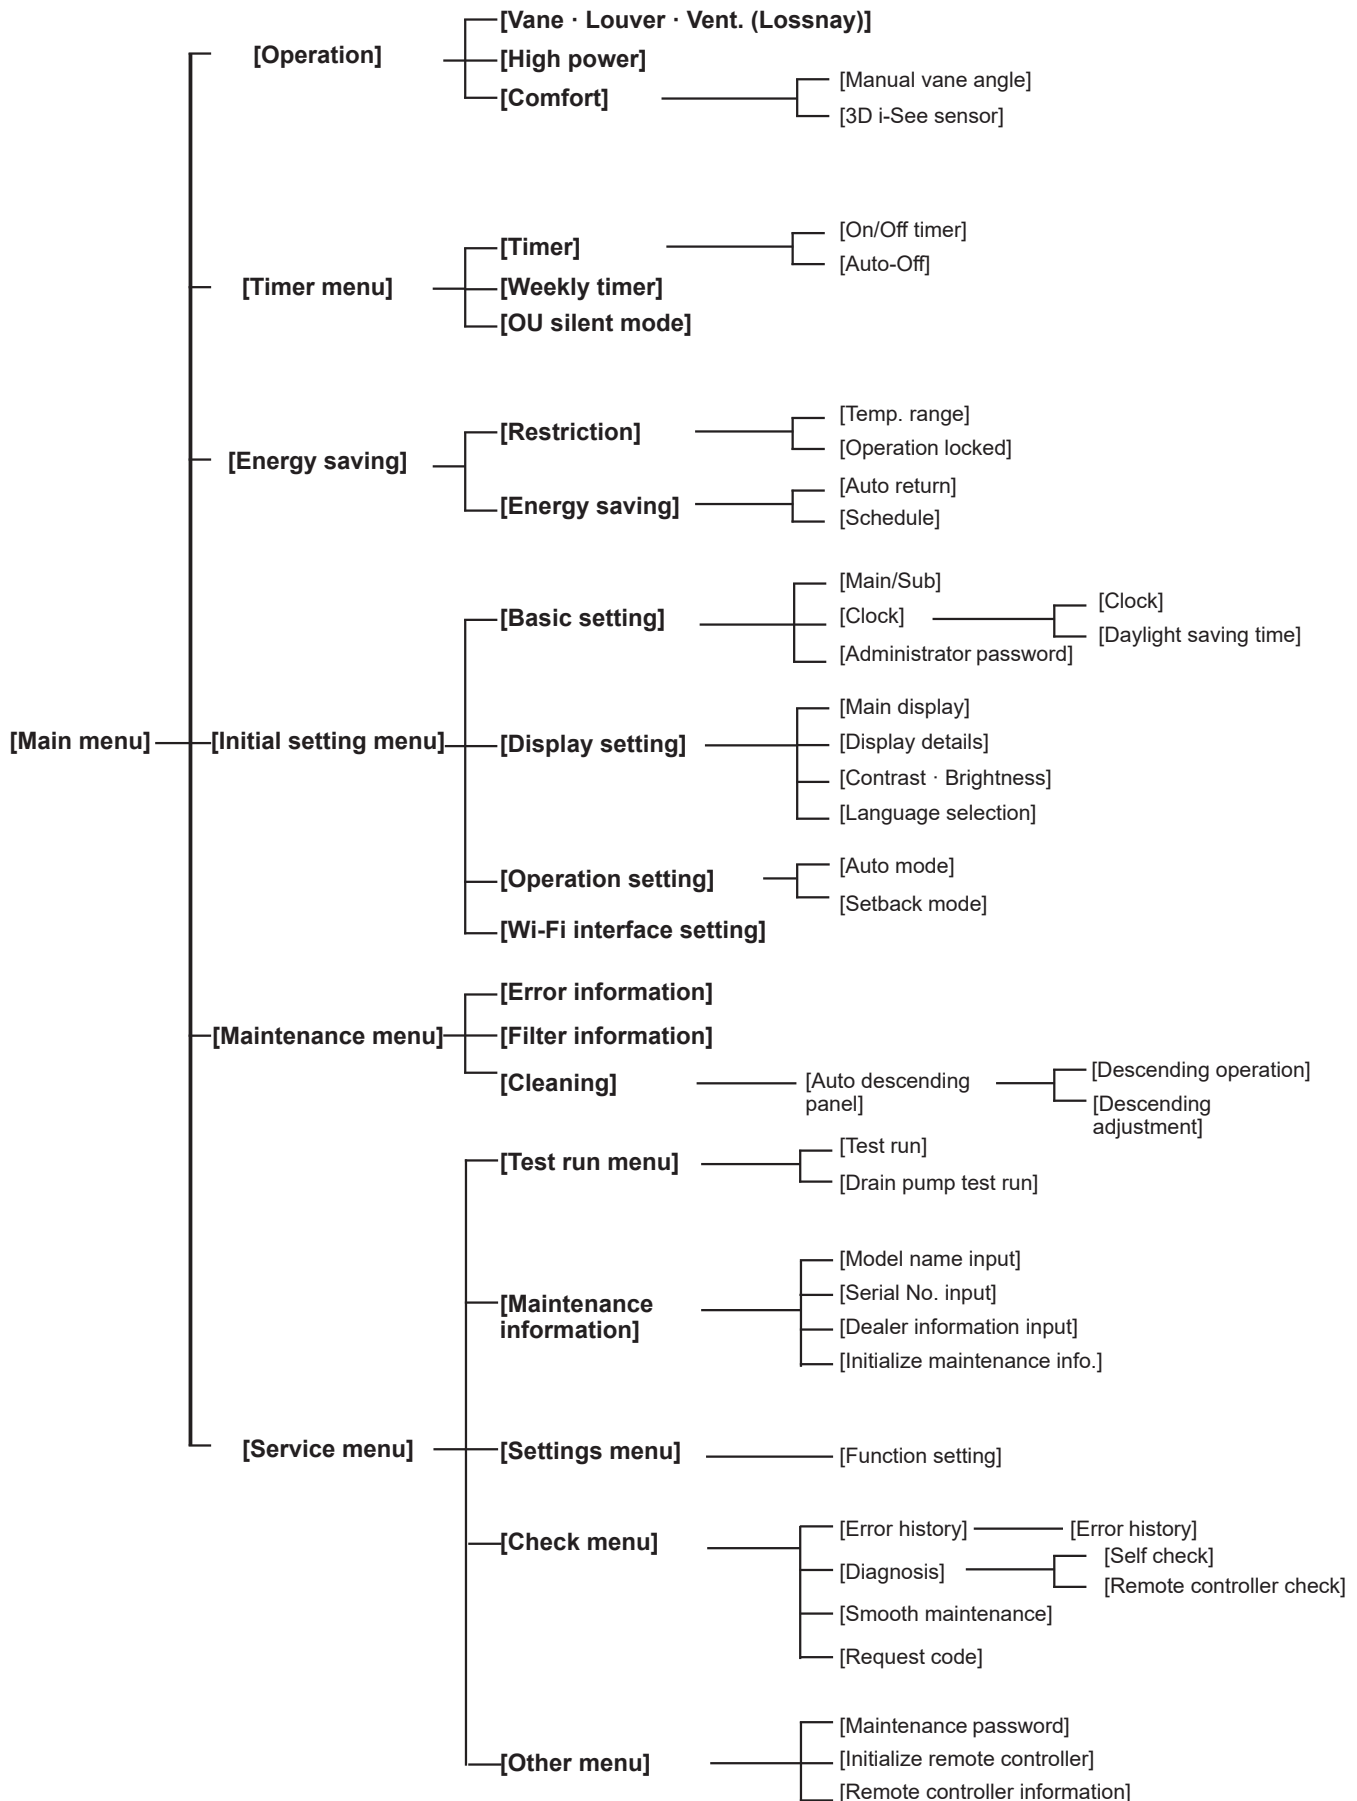 [Vane · Louver · Vent. (Lossnay)]
[Operation]
[High power]
[Comfort]
[Manual vane angle]
[3D i-See sensor]
[On/Off timer]
[Timer]
[Auto-Off]
[Timer menu]
[Weekly timer]
[OU silent mode]
[Temp. range]
[Restriction]
[Operation locked]
[Energy saving]
[Auto return]
[Energy saving]
[Schedule]
[Main/Sub]
[Basic setting]
[Clock]
[Clock]
[Daylight saving time]
[Administrator password]
[Main display]
[Main menu]
[Initial setting menu]
[Display setting]
[Display details]
[Contrast · Brightness]
[Language selection]
[Auto mode]
[Operation setting]
[Setback mode]
[Wi-Fi interface setting]
[Error information]
[Maintenance menu]
[Filter information]
[Cleaning]
[Auto descending
panel]
[Descending operation]
[Descending
adjustment]
[Test run menu]
[Test run]
[Drain pump test run]
[Model name input]
[Maintenance
information]
[Serial No. input]
[Dealer information input]
[Initialize maintenance info.]
[Service menu]
[Settings menu]
[Function setting]
[Check menu]
[Error history]
[Error history]
[Diagnosis]
[Self check]
[Remote controller check]
[Smooth maintenance]
[Request code]
[Other menu]
[Maintenance password]
[Initialize remote controller]
[Remote controller information]